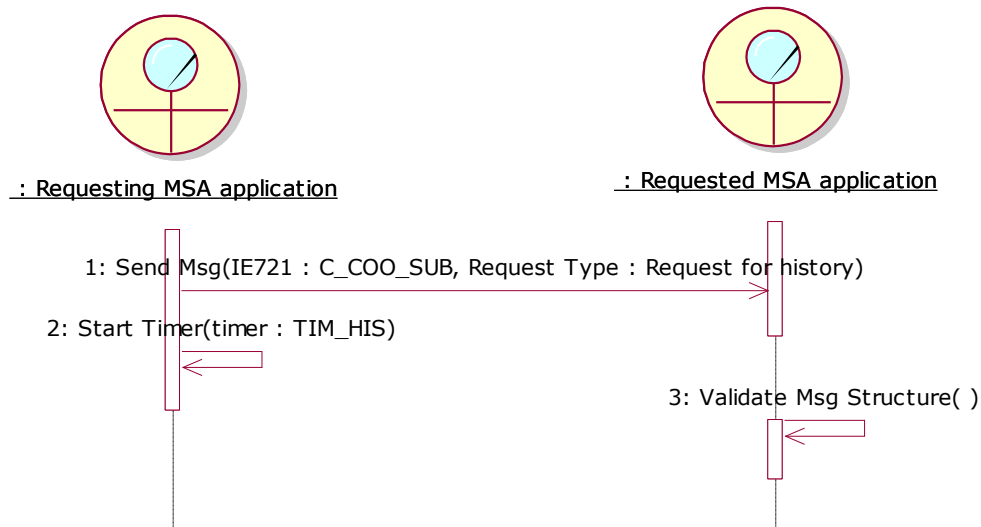 : Requesting MSA application
: Requested MSA application
1: Send Msg(IE721 : C_COO_SUB, Request Type : Request for history)
2: Start Timer(timer : TIM_HIS)
3: Validate Msg Structure( )